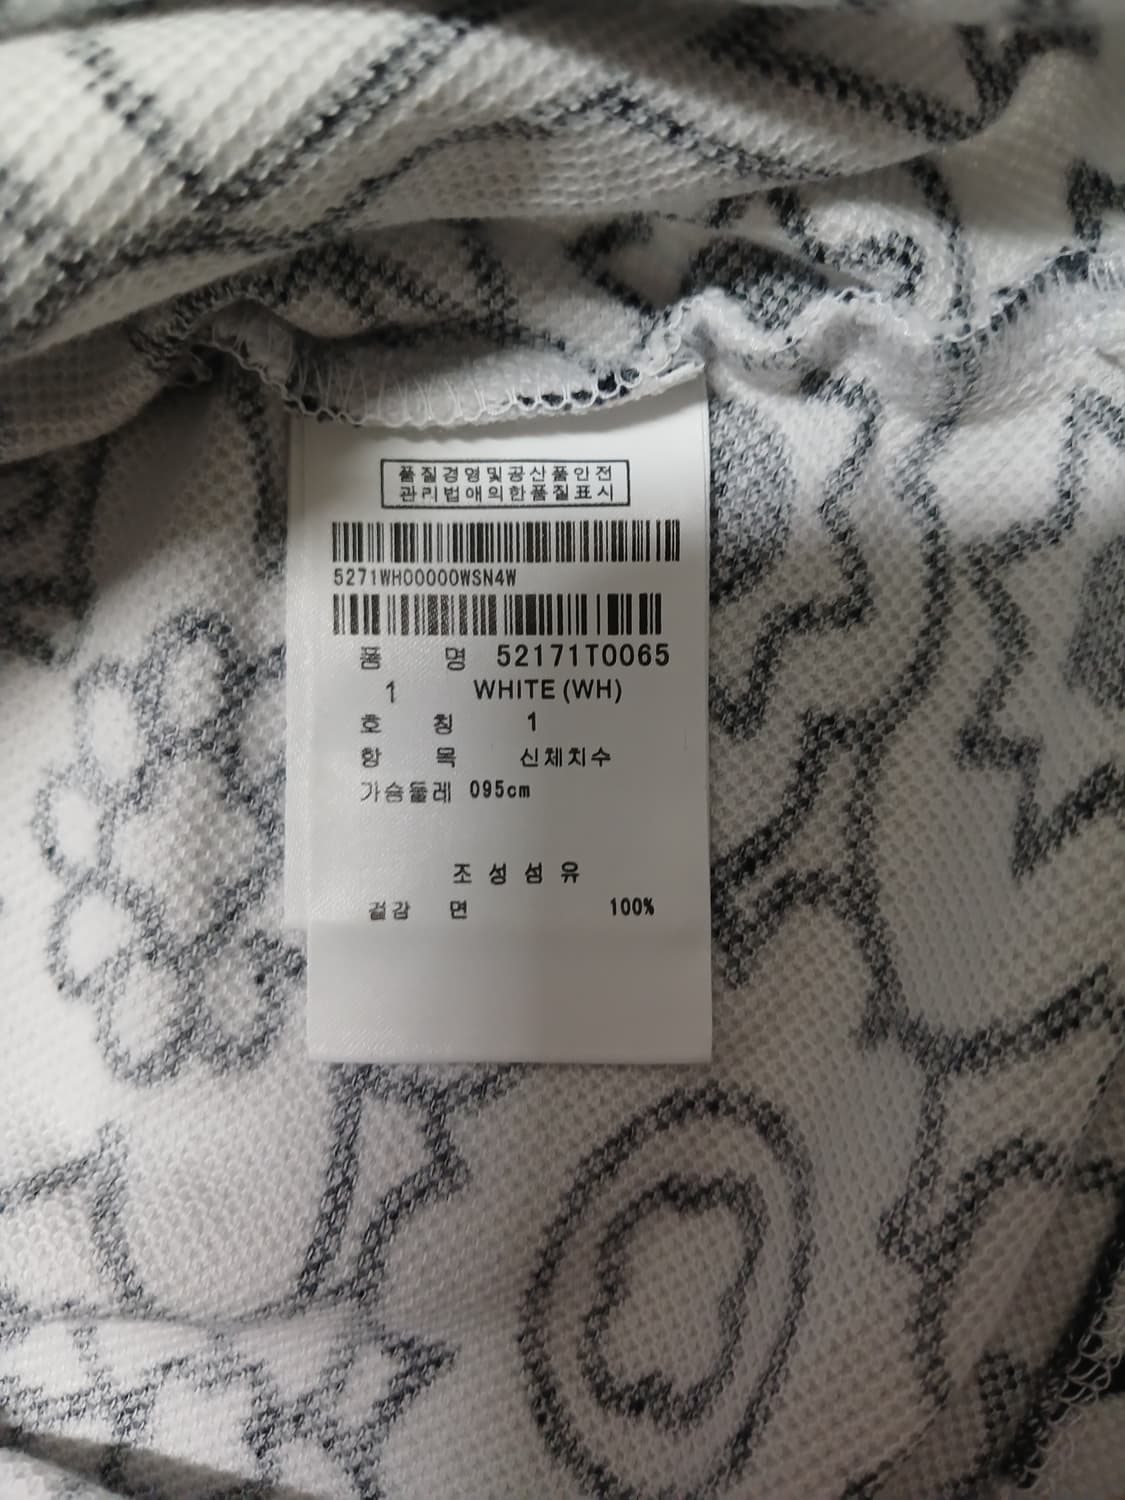 품질경영및공산품안전
관리법애의한품질표시
5271WH00000WSN4W
품 명 52171T0065
1 WHITE(WH)
호 칭 1
항 목 신체치수
가슴둘레 095cm
조성섬유
겉감 면 100%